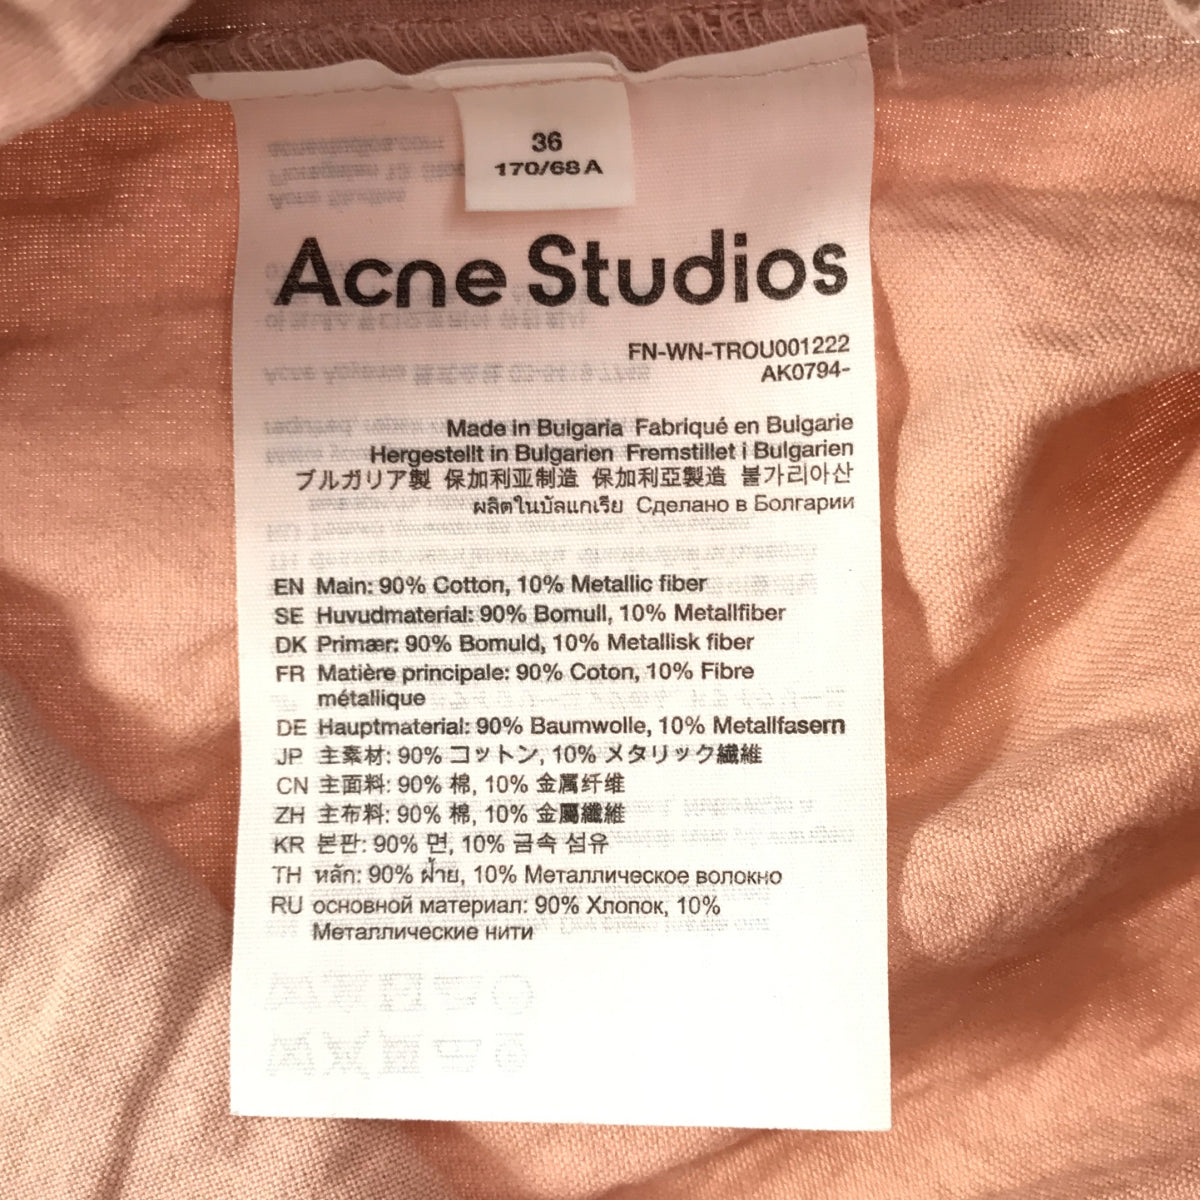 36
170/68A
Acne Studios
FN-WN-TROU001222
AK0794-
Made in Bulgaria Fabriqué en Bulgarie
Hergestellt in Bulgarien Fremstillet i Bulgarien
ブルガリア製 保加利亚制造 保加利亞製造 불가리아산
ผลิตในบัลแกเรีย Сделано в Болгарии
EN Main: 90% Cotton, 10% Metallic fiber
SE Huvudmaterial: 90% Bomull, 10% Metallfiber
DK Primær: 90% Bomuld, 10% Metallisk fiber
FR Matière principale: 90% Coton, 10% Fibre
métallique
DE Hauptmaterial: 90% Baumwolle, 10% Metallfasern
JP 主素材: 90% コットン, 10% メタリック繊維
CN 主面料: 90% 棉, 10% 金属纤维
ZH 主布料: 90% 棉, 10% 金屬纖維
KR 본판: 90% 면, 10% 금속 섬유
TH หลัก: 90% ฝ้าย, 10% Металлическое волокно
RU основной материал: 90% Хлопок, 10%
Металлические нити